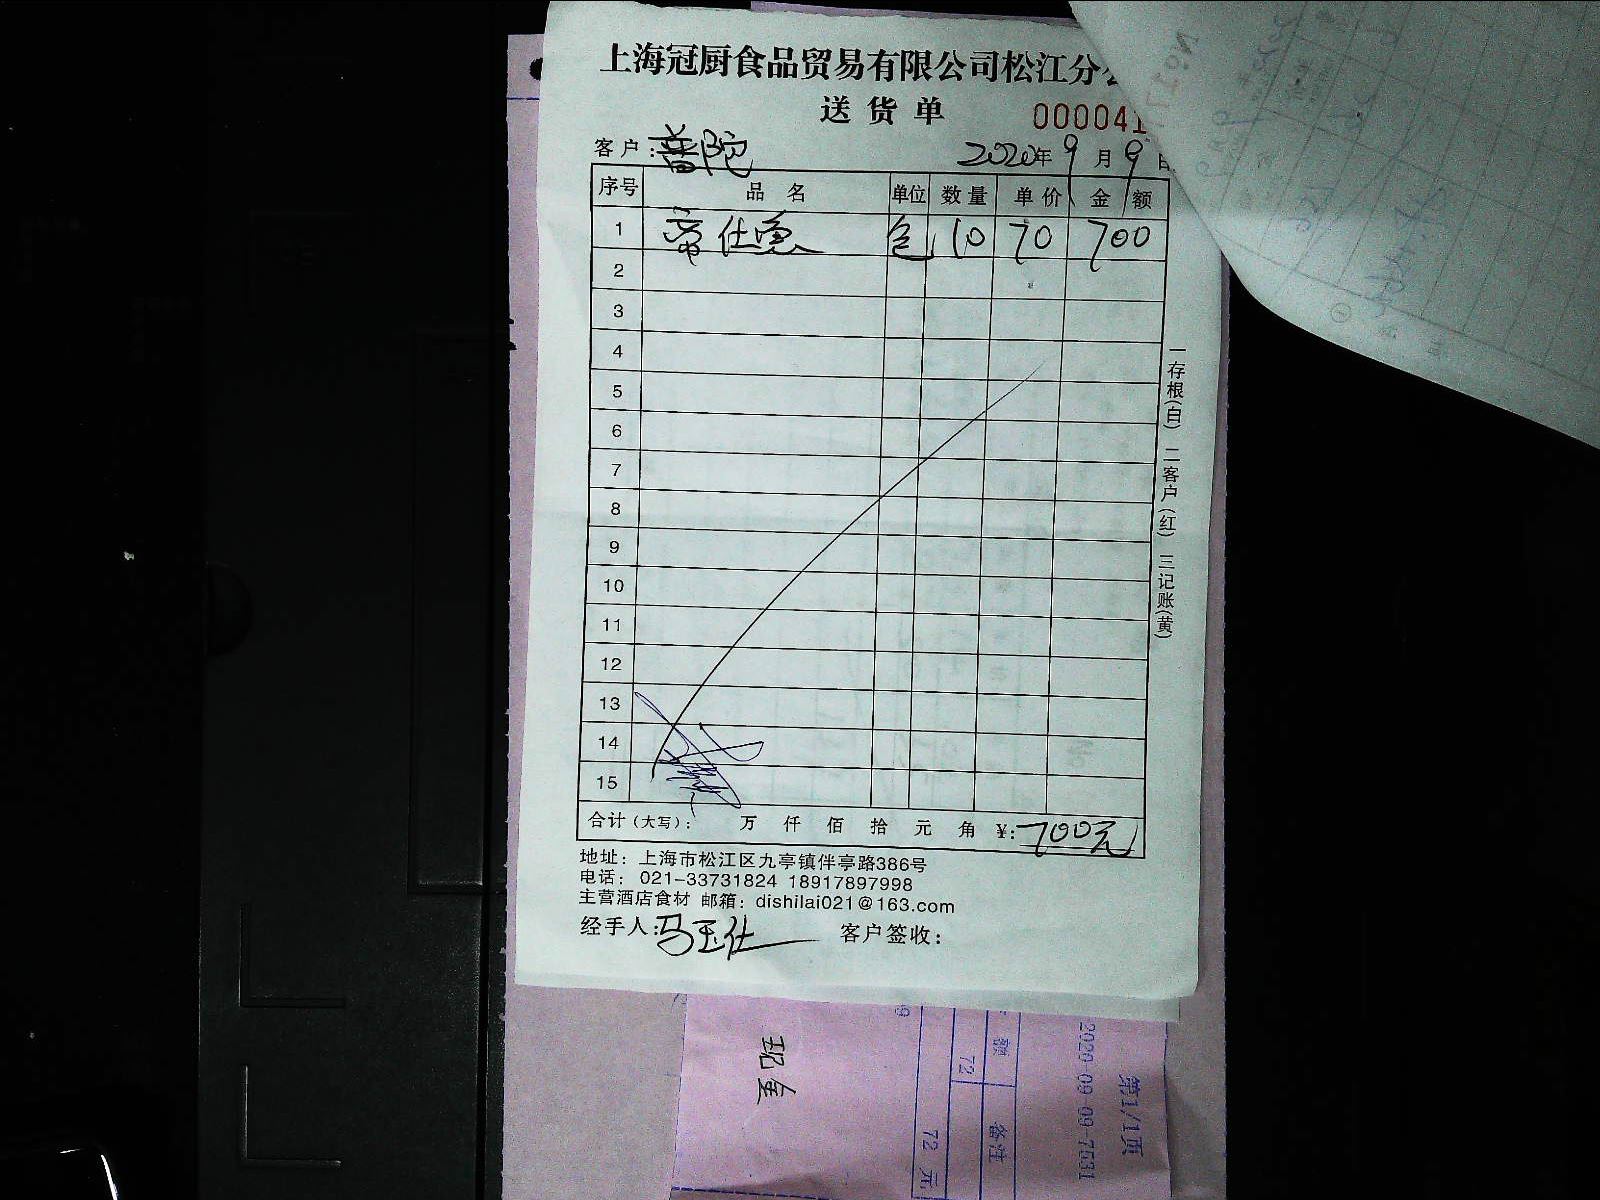 上海冠厨食品贸易有限公司松江分
送货单
000041
客户:普陀 2020年9月9日
序号 品名 单位 数量 单价 金额
1 帝仕鱼 包 10 70 700
2
3
4
5
6
7
8
9
10
11
12
13
14
15
合计(大写): 万 仟 佰 拾 元 角 ¥:700元
地址: 上海市松江区九亭镇伴亭路386号
电话: 021-33731824 18917897998
主营酒店食材 邮箱: dishilai021@163.com
经手人:马玉仕 客户签收:
一存根(白) 二客户(红) 三记账(黄)
现金
第1/1页
2020-09-09-7531
额 备注
72
72 元